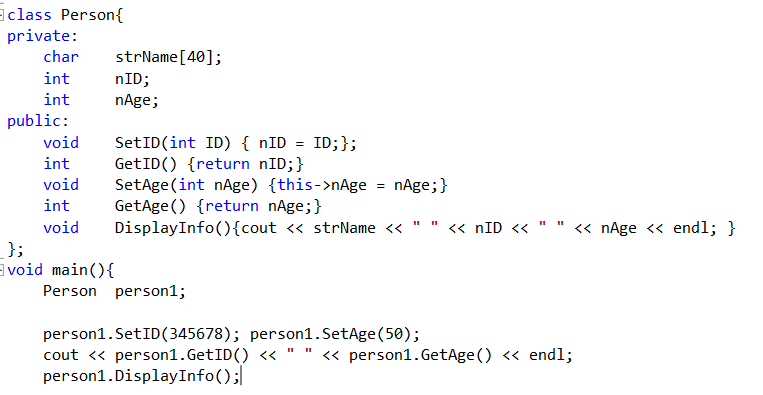 class Person{
private:
    char    strName[40];
    int     nID;
    int     nAge;
public:
    void    SetID(int ID) { nID = ID;};
    int     GetID() {return nID;}
    void    SetAge(int nAge) {this->nAge = nAge;}
    int     GetAge() {return nAge;}
    void    DisplayInfo(){cout << strName << " " << nID << " " << nAge << endl; }
};
void main(){
    Person  person1;

    person1.SetID(345678); person1.SetAge(50);
    cout << person1.GetID() << " " << person1.GetAge() << endl;
    person1.DisplayInfo();